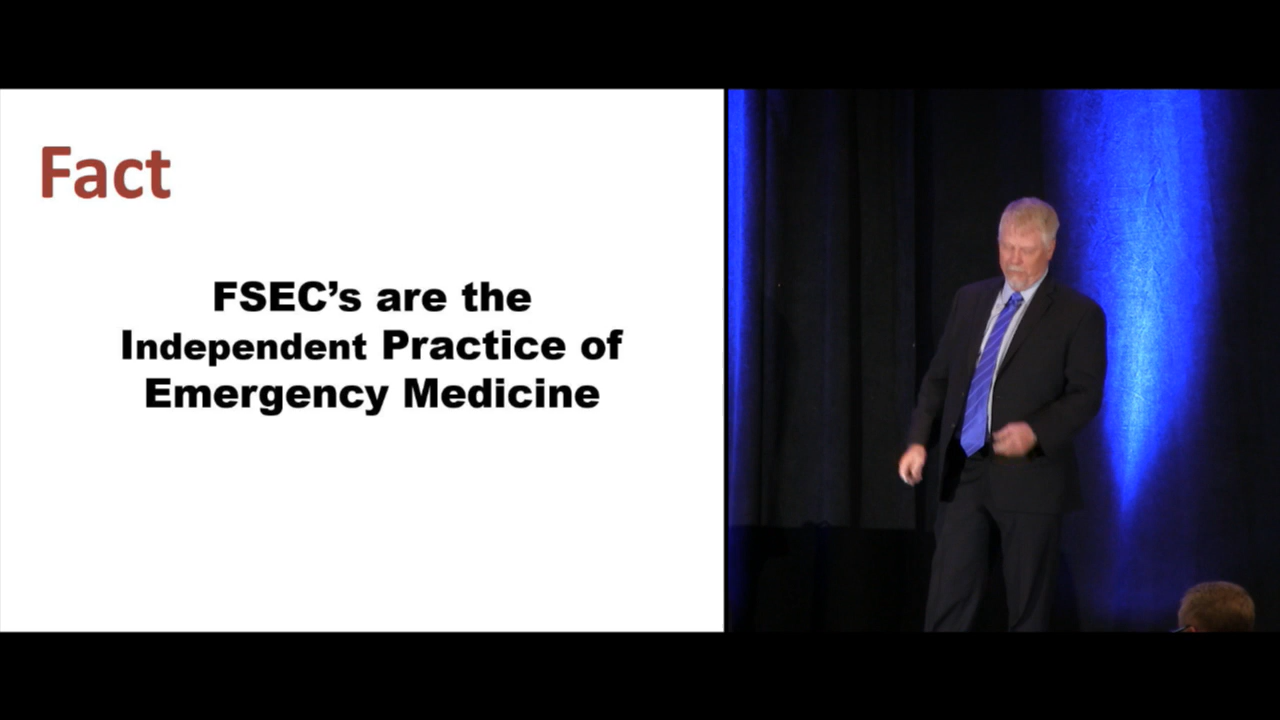 Fact
FSEC’s are the
Independent Practice of
Emergency Medicine